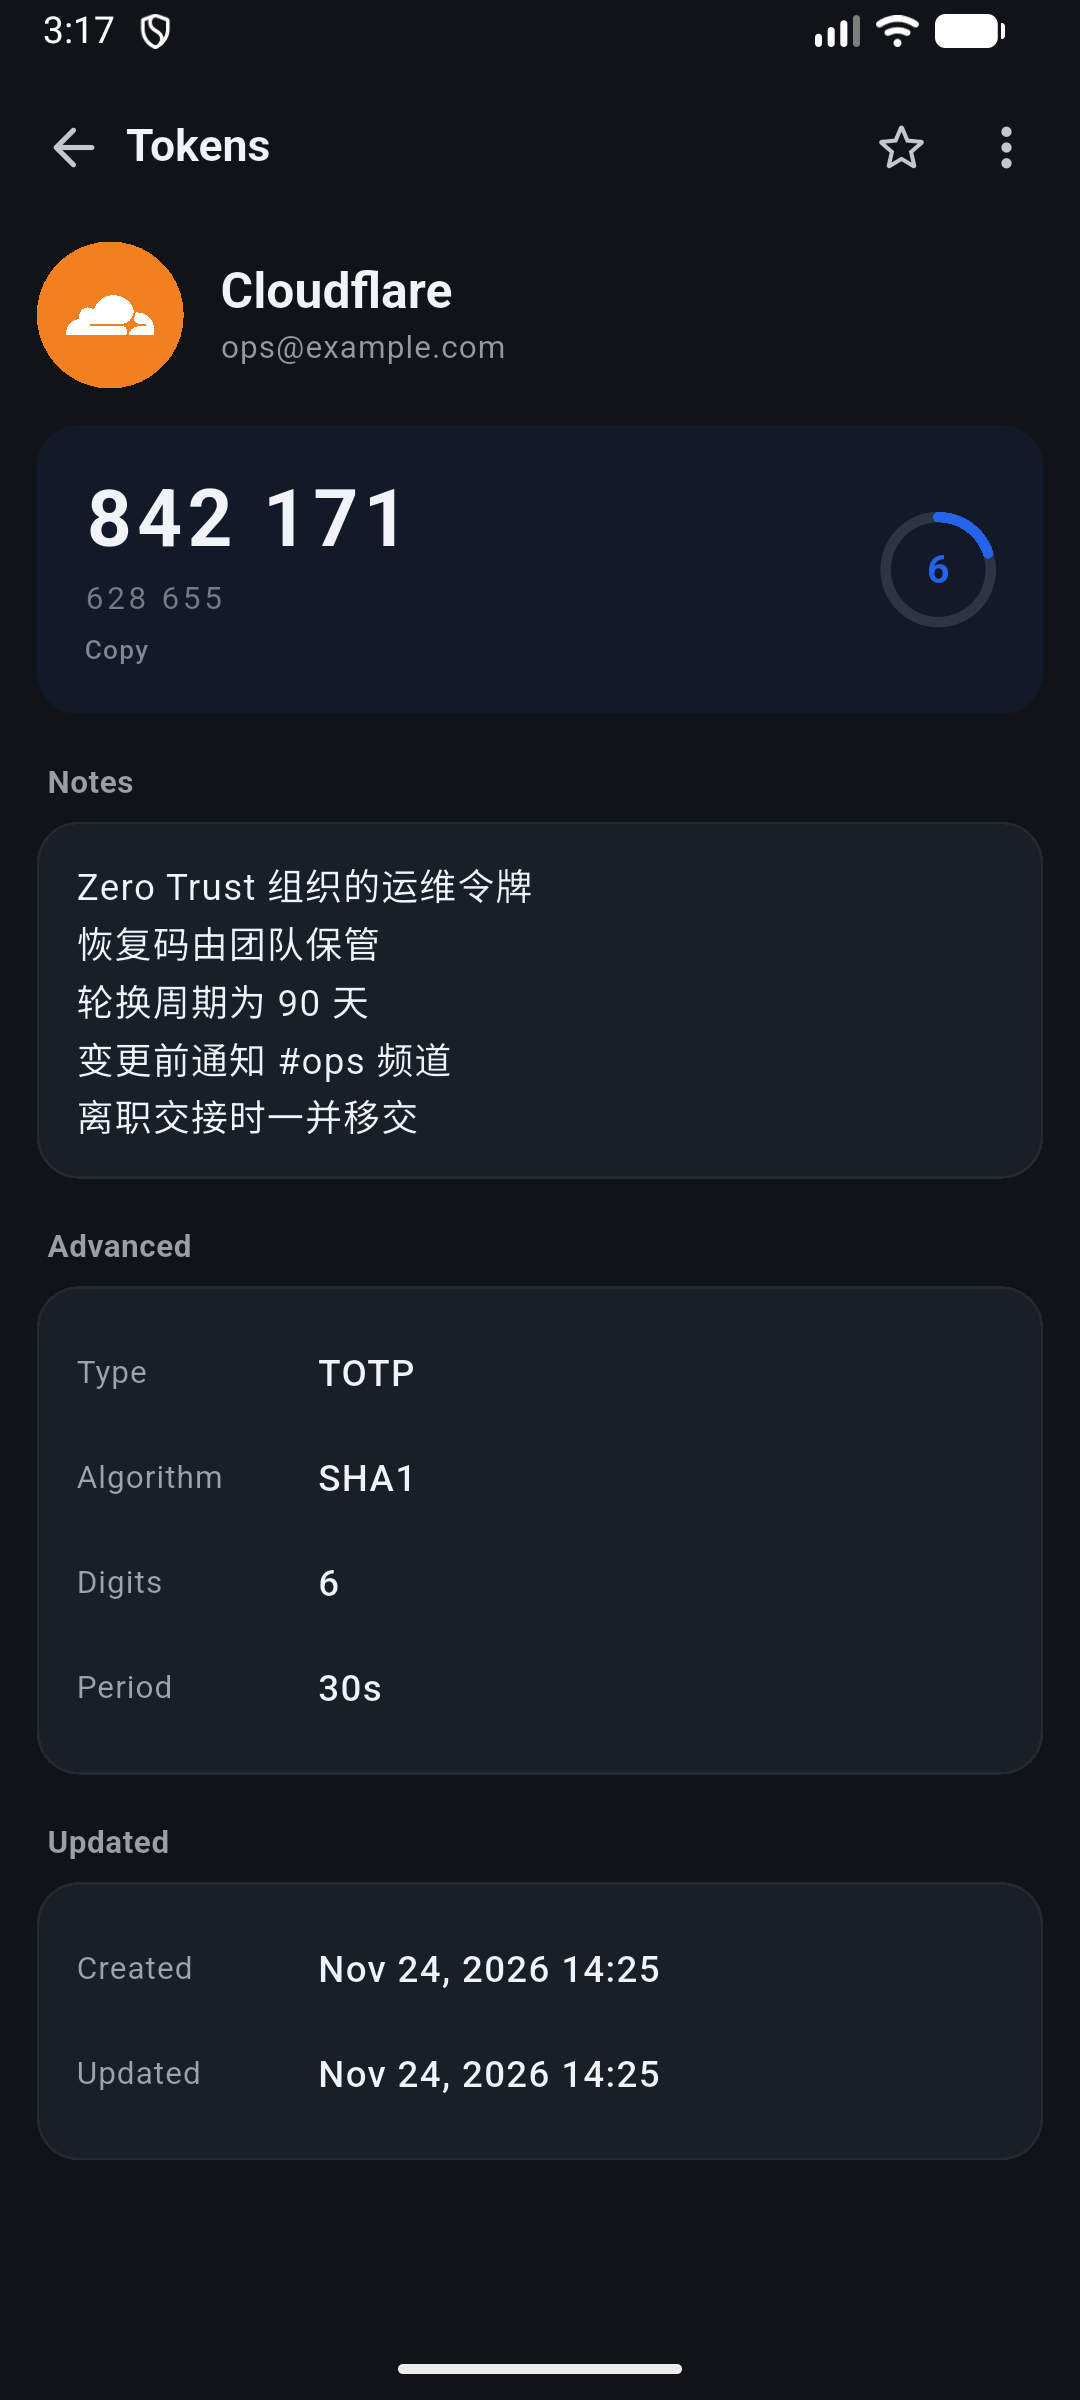 3:17
Tokens
Cloudflare
ops@example.com
842 171
6
628 655
Copy
Notes
Zero Trust 组织的运维令牌
恢复码由团队保管
轮换周期为 90 天
变更前通知 #ops 频道
离职交接时一并移交
Advanced
Type TOTP
Algorithm SHA1
Digits 6
Period 30s
Updated
Created Nov 24, 2026 14:25
Updated Nov 24, 2026 14:25